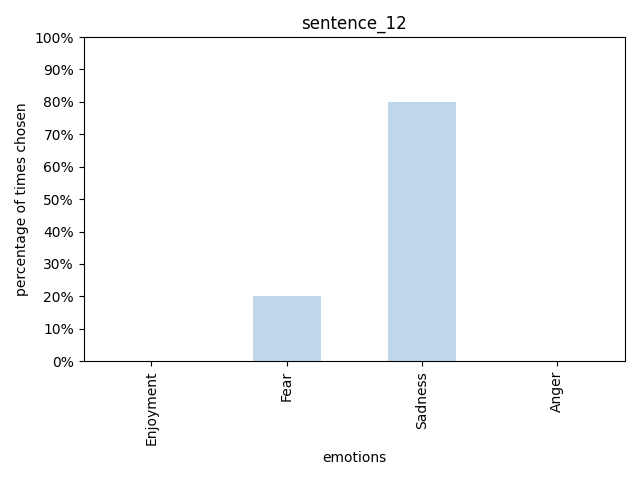 sentence_12
100%
90%
80%
70%
60%
50%
40%
30%
20%
10%
0%
percentage of times chosen
Enjoyment
Fear
Sadness
Anger
emotions